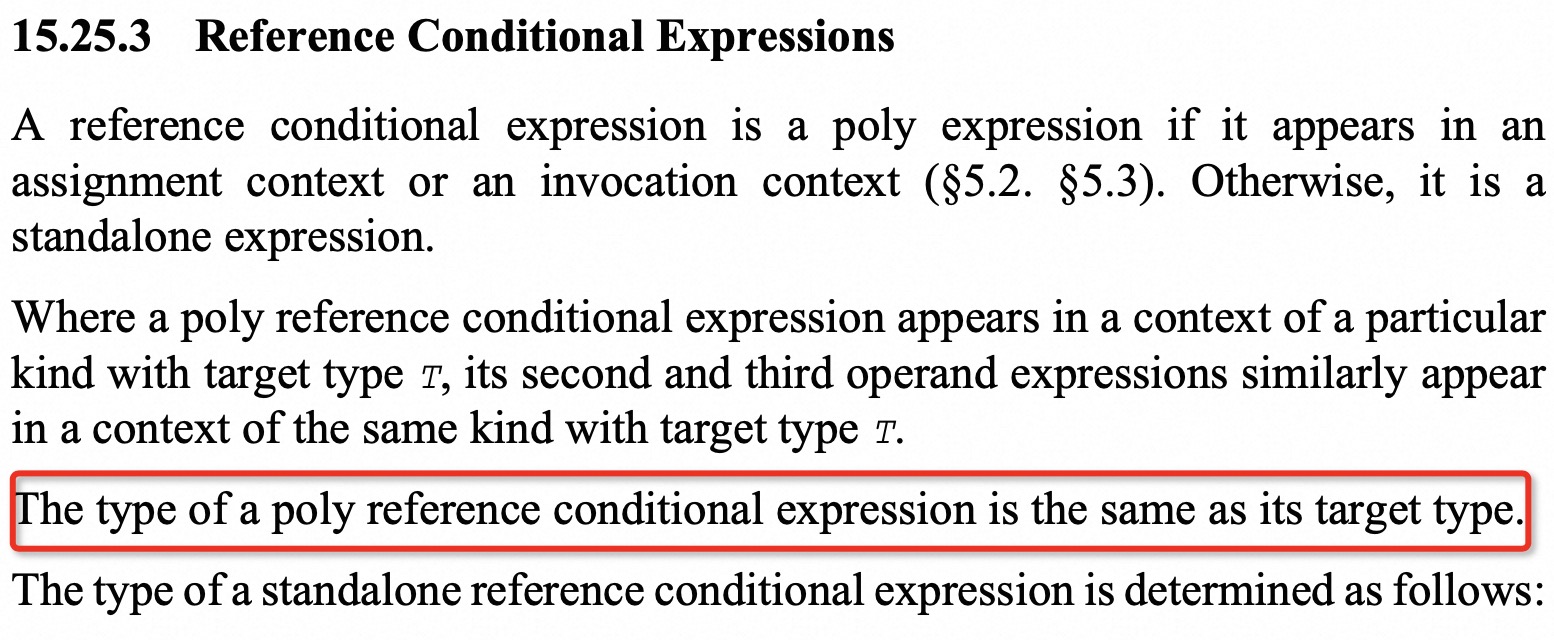 15.25.3 Reference Conditional Expressions
A reference conditional expression is a poly expression if it appears in an
assignment context or an invocation context (§5.2. §5.3). Otherwise, it is a
standalone expression.
Where a poly reference conditional expression appears in a context of a particular
kind with target type T, its second and third operand expressions similarly appear
in a context of the same kind with target type T.
The type of a poly reference conditional expression is the same as its target type.
The type of a standalone reference conditional expression is determined as follows: